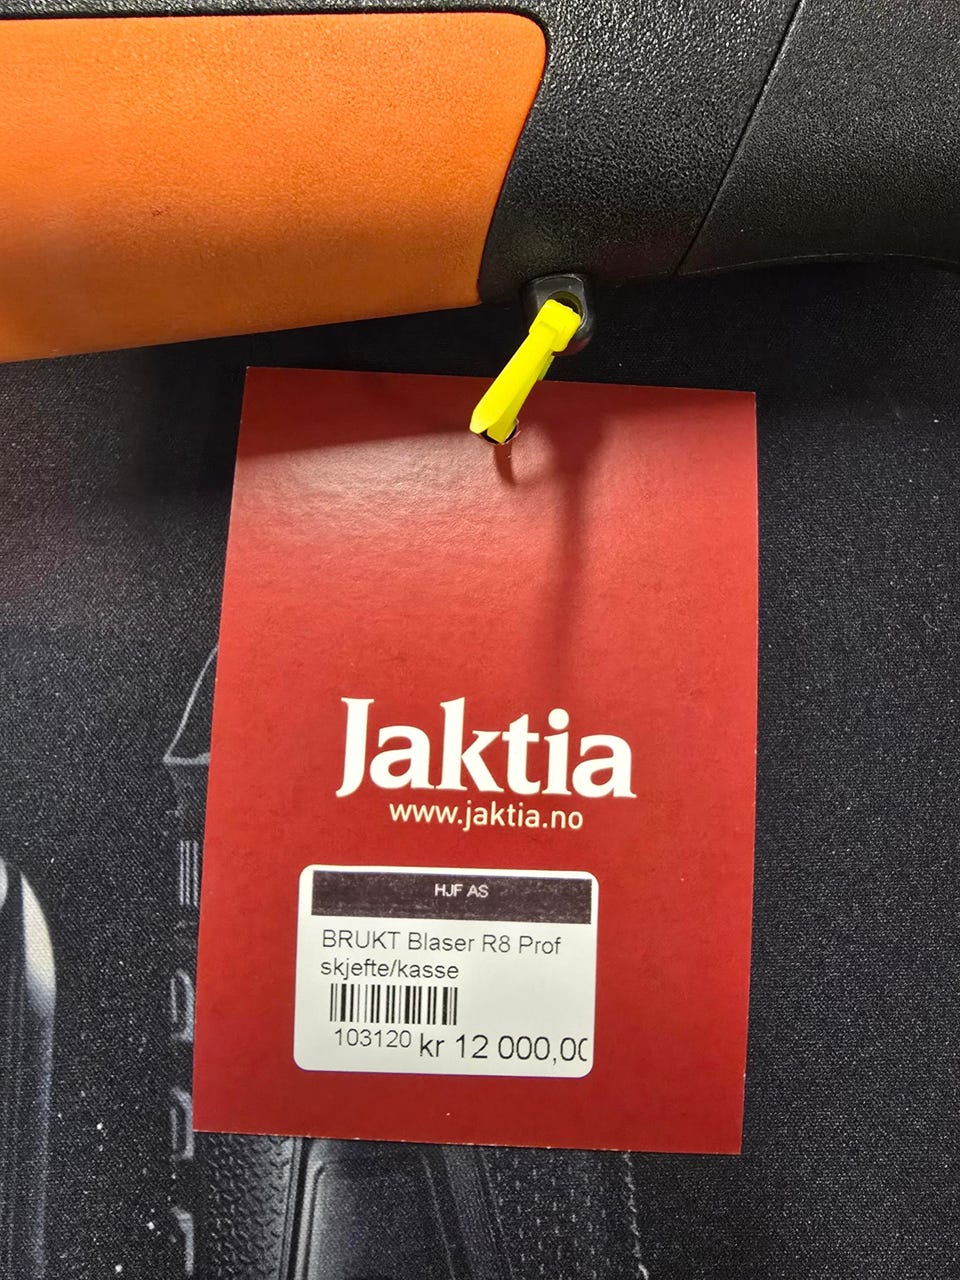 Jaktia
www.jaktia.no
HJF AS
BRUKT Blaser R8 Prof
skjefte/kasse
103120 kr 12 000,00